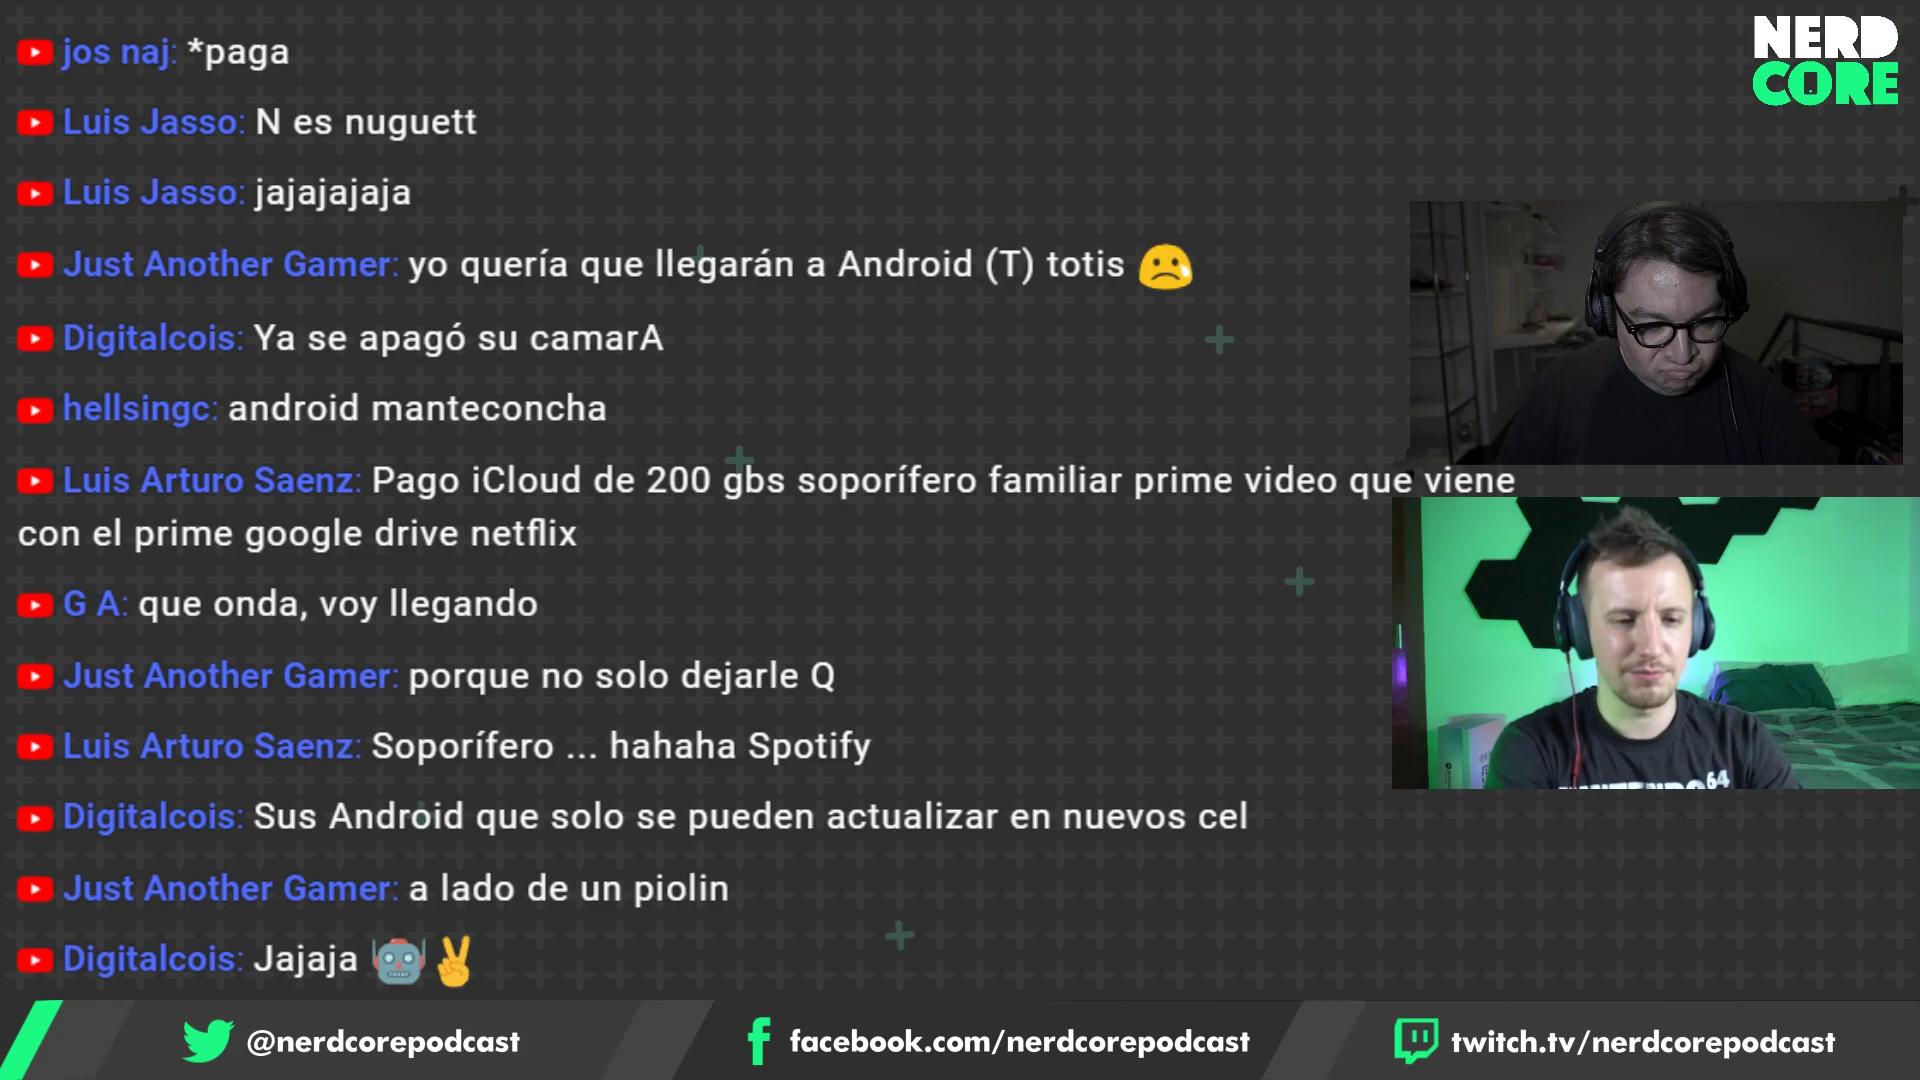 jos naj: *paga
Luis Jasso: N es nuguett
Luis Jasso: jajajajaja
Just Another Gamer: yo quería que llegarán a Android (T) totis
Digitalcois: Ya se apagó su camarA
hellsingc: android manteconcha
Luis Arturo Saenz: Pago iCloud de 200 gbs soporífero familiar prime video que viene
con el prime google drive netflix
G A: que onda, voy llegando
Just Another Gamer: porque no solo dejarle Q
Luis Arturo Saenz: Soporífero ... hahaha Spotify
Digitalcois: Sus Android que solo se pueden actualizar en nuevos cel
Just Another Gamer: a lado de un piolin
Digitalcois: Jajaja 🤖✌
NERD
CORE
NINTENDO 64
@nerdcorepodcast
facebook.com/nerdcorepodcast
twitch.tv/nerdcorepodcast